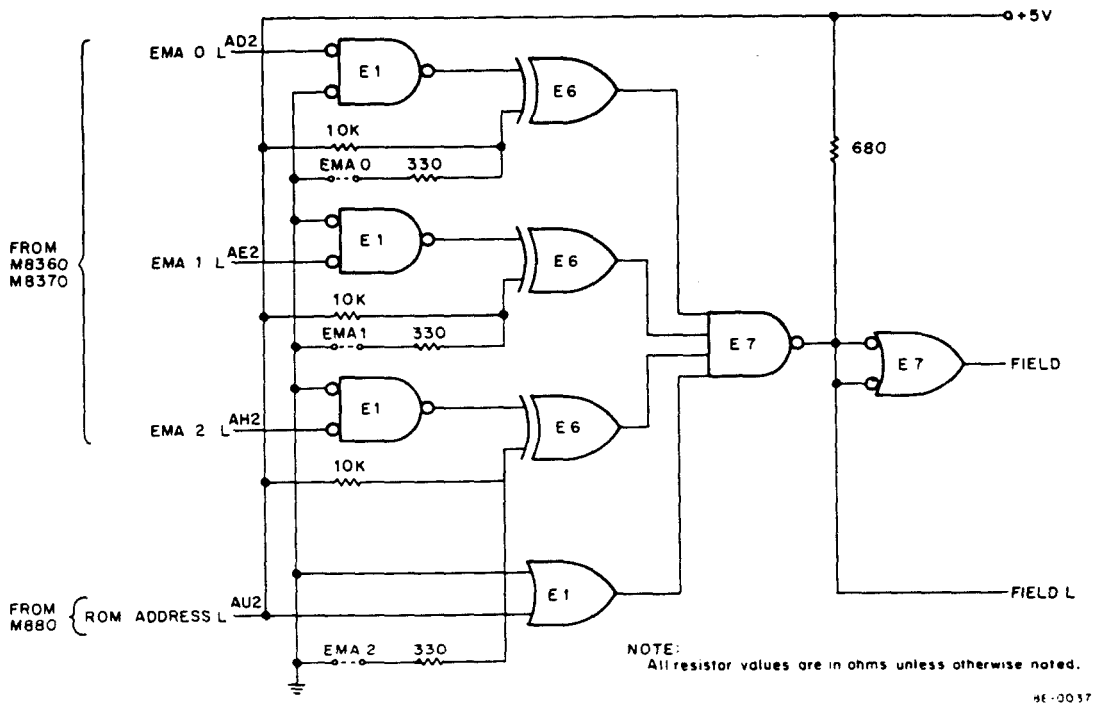 +5V
EMA 0 L AD2
E1
E6
10K
EMA 0 330
680
FROM
M8360
M8370
EMA 1 L AE2
E1
E6
10K
EMA 1 330
E7
E7
FIELD
EMA 2 L AH2
E1
E6
10K
FROM
M880
ROM ADDRESS L AU2
E1
FIELD L
EMA 2 330
NOTE:
All resistor values are in ohms unless otherwise noted.
8E-0037